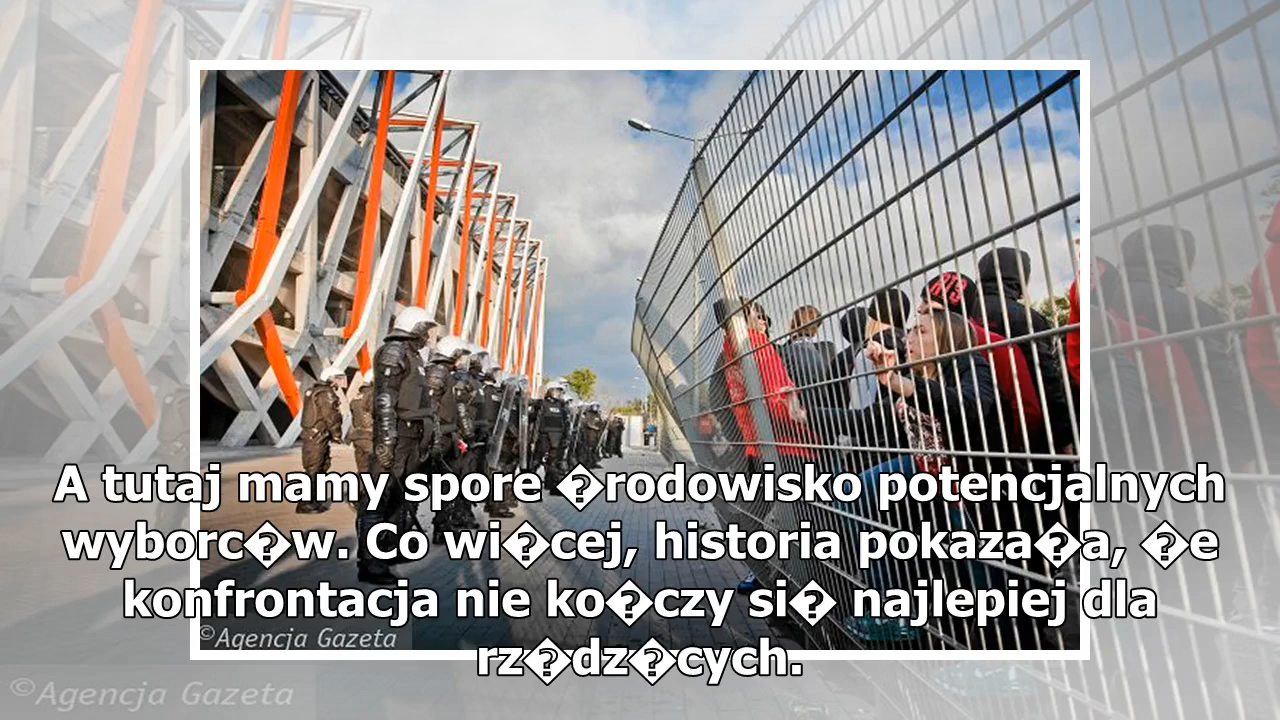 A tutaj mamy spore �rodowisko potencjalnych
wyborc�w. Co wi�cej, historia pokaza�a, �e
konfrontacja nie ko�czy si� najlepiej dla
rz�dz�cych.
©Agencja Gazeta
©Agencja Gazeta